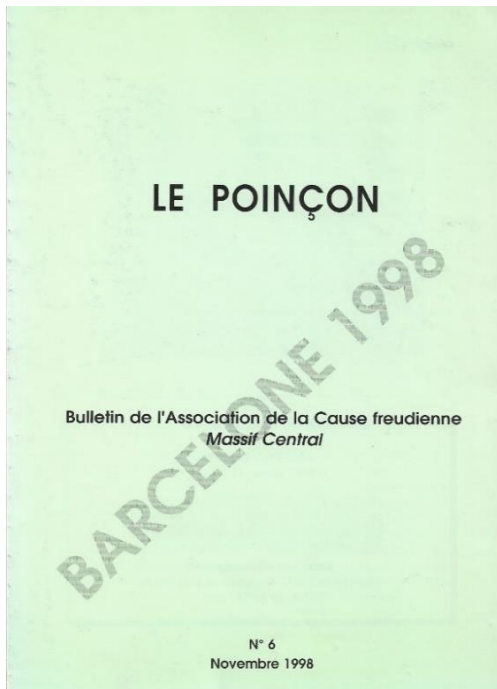 LE POINÇON
BARCELONE 1998
Bulletin de l'Association de la Cause freudienne
Massif Central
N° 6
Novembre 1998